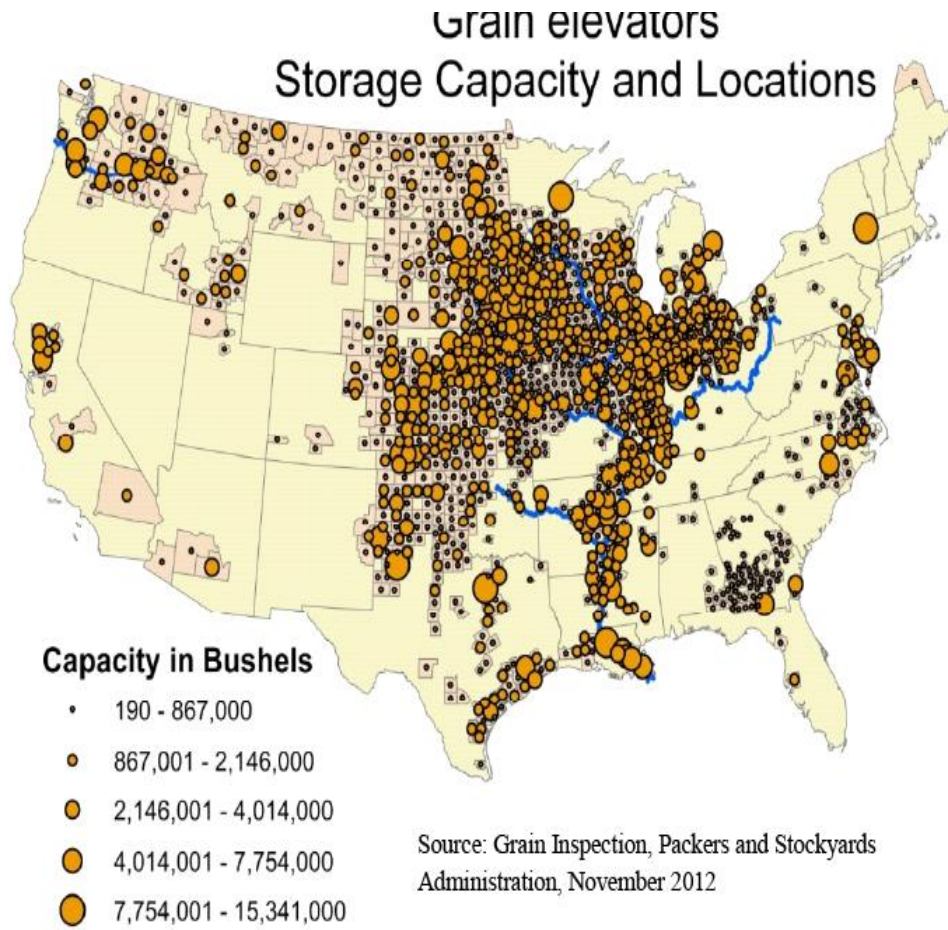 Grain elevators
Storage Capacity and Locations
Capacity in Bushels
190 - 867,000
867,001 - 2,146,000
2,146,001 - 4,014,000
4,014,001 - 7,754,000
7,754,001 - 15,341,000
Source: Grain Inspection, Packers and Stockyards
Administration, November 2012